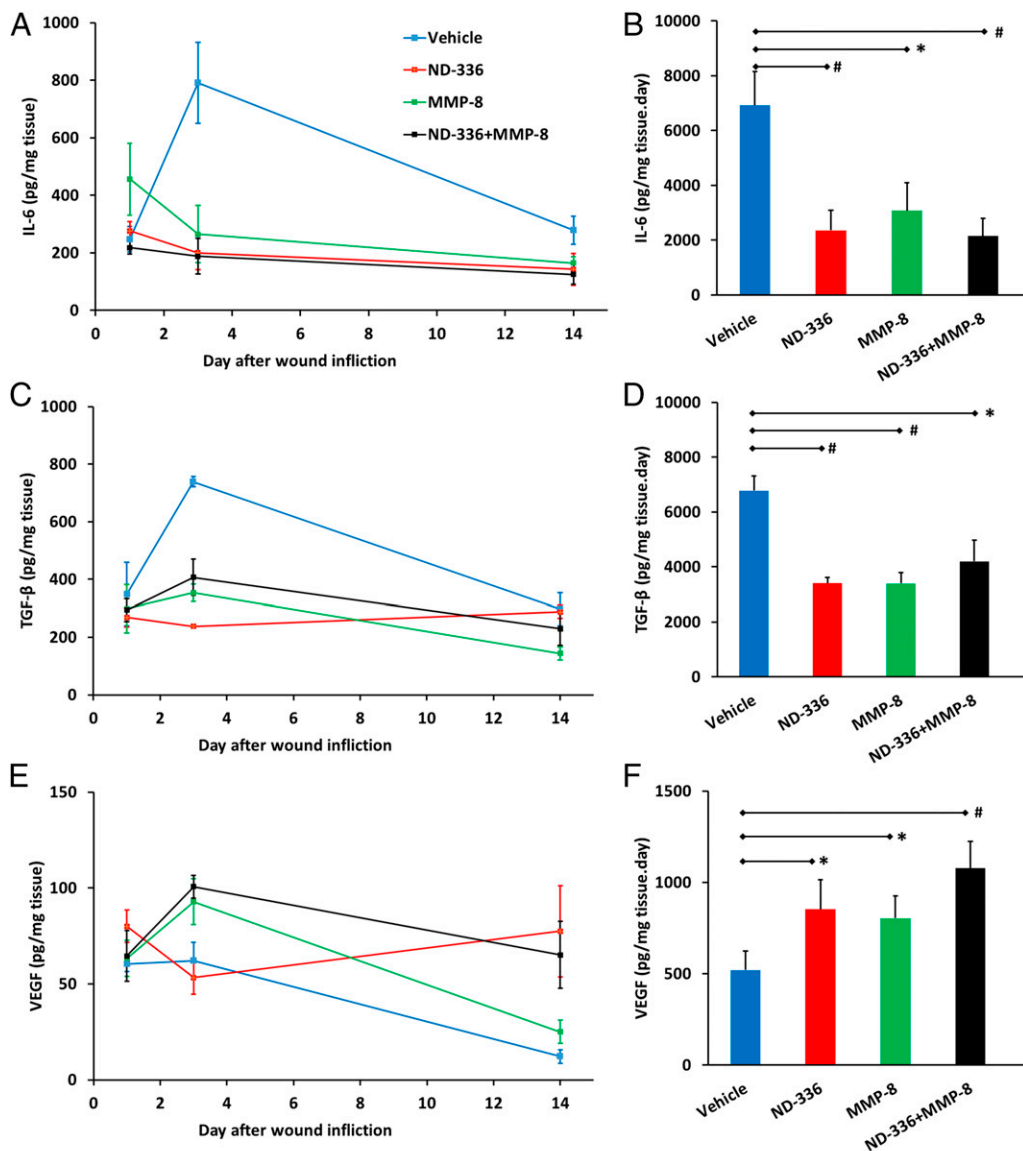 A
IL-6 (pg/mg tissue)
1000
800
600
400
200
0
0 2 4 6 8 10 12 14
Day after wound infliction
Vehicle
ND-336
MMP-8
ND-336+MMP-8
B
IL-6 (pg/mg tissue.day)
10000
8000
6000
4000
2000
0
#
*
#
Vehicle
ND-336
MMP-8
ND-336+MMP-8
C
TGF-β (pg/mg tissue)
1000
800
600
400
200
0
0 2 4 6 8 10 12 14
Day after wound infliction
D
TGF-β (pg/mg tissue.day)
10000
8000
6000
4000
2000
0
*
#
#
Vehicle
ND-336
MMP-8
ND-336+MMP-8
E
VEGF (pg/mg tissue)
150
100
50
0
0 2 4 6 8 10 12 14
Day after wound infliction
F
VEGF (pg/mg tissue.day)
1500
1000
500
0
#
*
*
Vehicle
ND-336
MMP-8
ND-336+MMP-8